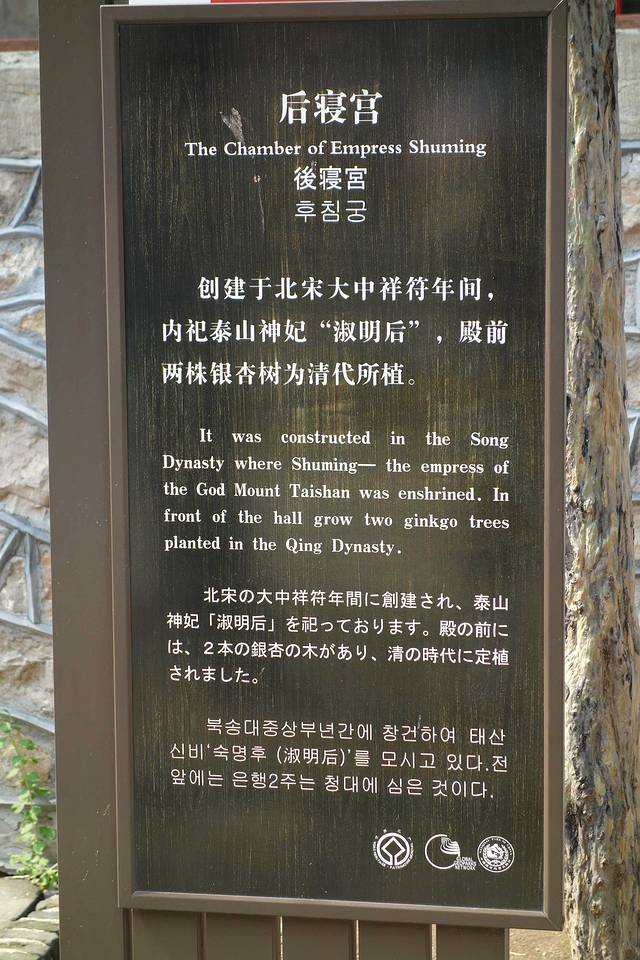 后寝宫
The Chamber of Empress Shuming
後寝宮
후침궁
创建于北宋大中祥符年间，
内祀泰山神妃“淑明后”，殿前
两株银杏树为清代所植。
It was constructed in the Song
Dynasty where Shuming— the empress of
the God Mount Taishan was enshrined. In
front of the hall grow two ginkgo trees
planted in the Qing Dynasty.
北宋の大中祥符年間に創建され、泰山
神妃「淑明后」を祀っております。殿の前に
は、２本の銀杏の木があり、清の時代に定植
されました。
북송대중상부년간에 창건하여 태산
신비‘숙명후 (淑明后)’를 모시고 있다.전
앞에는 은행2주는 청대에 심은 것이다.
GLOBAL
GEOPARKS
NETWORK